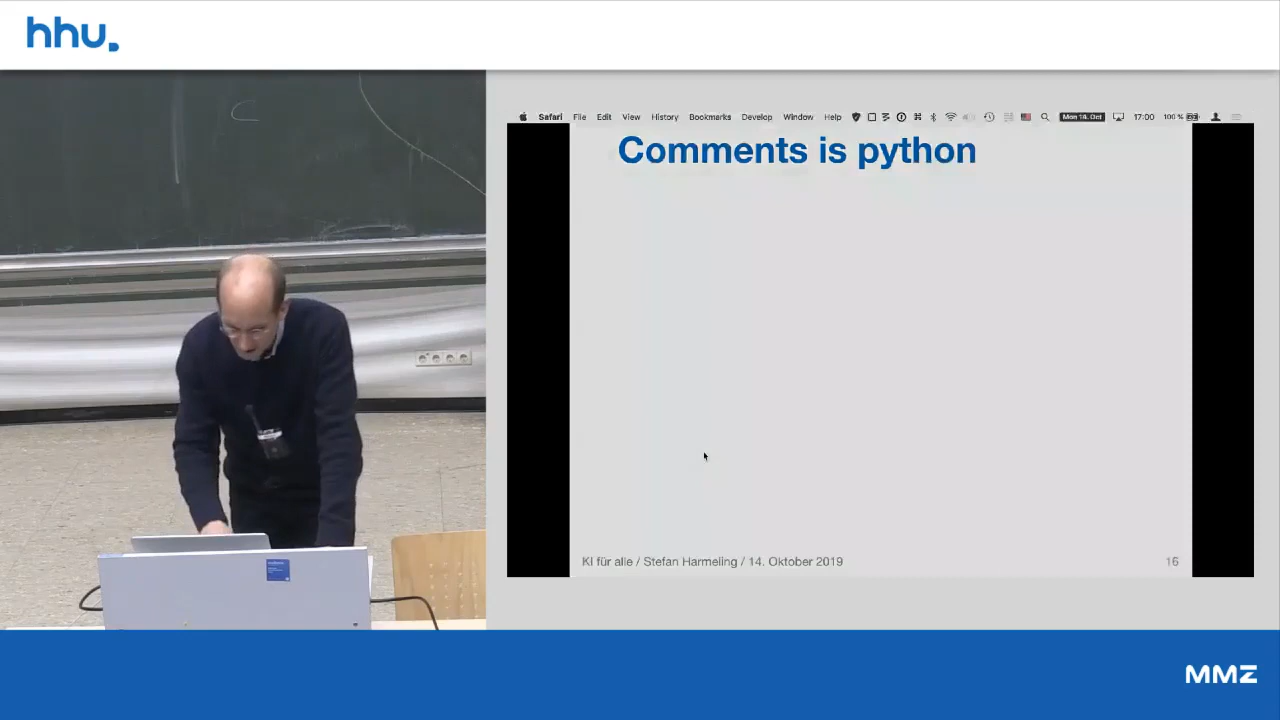 hhu.
Safari File Edit View History Bookmarks Develop Window Help Mon 14. Oct 17:00 100 %
Comments is python
KI für alle / Stefan Harmeling / 14. Oktober 2019
16
MMZ